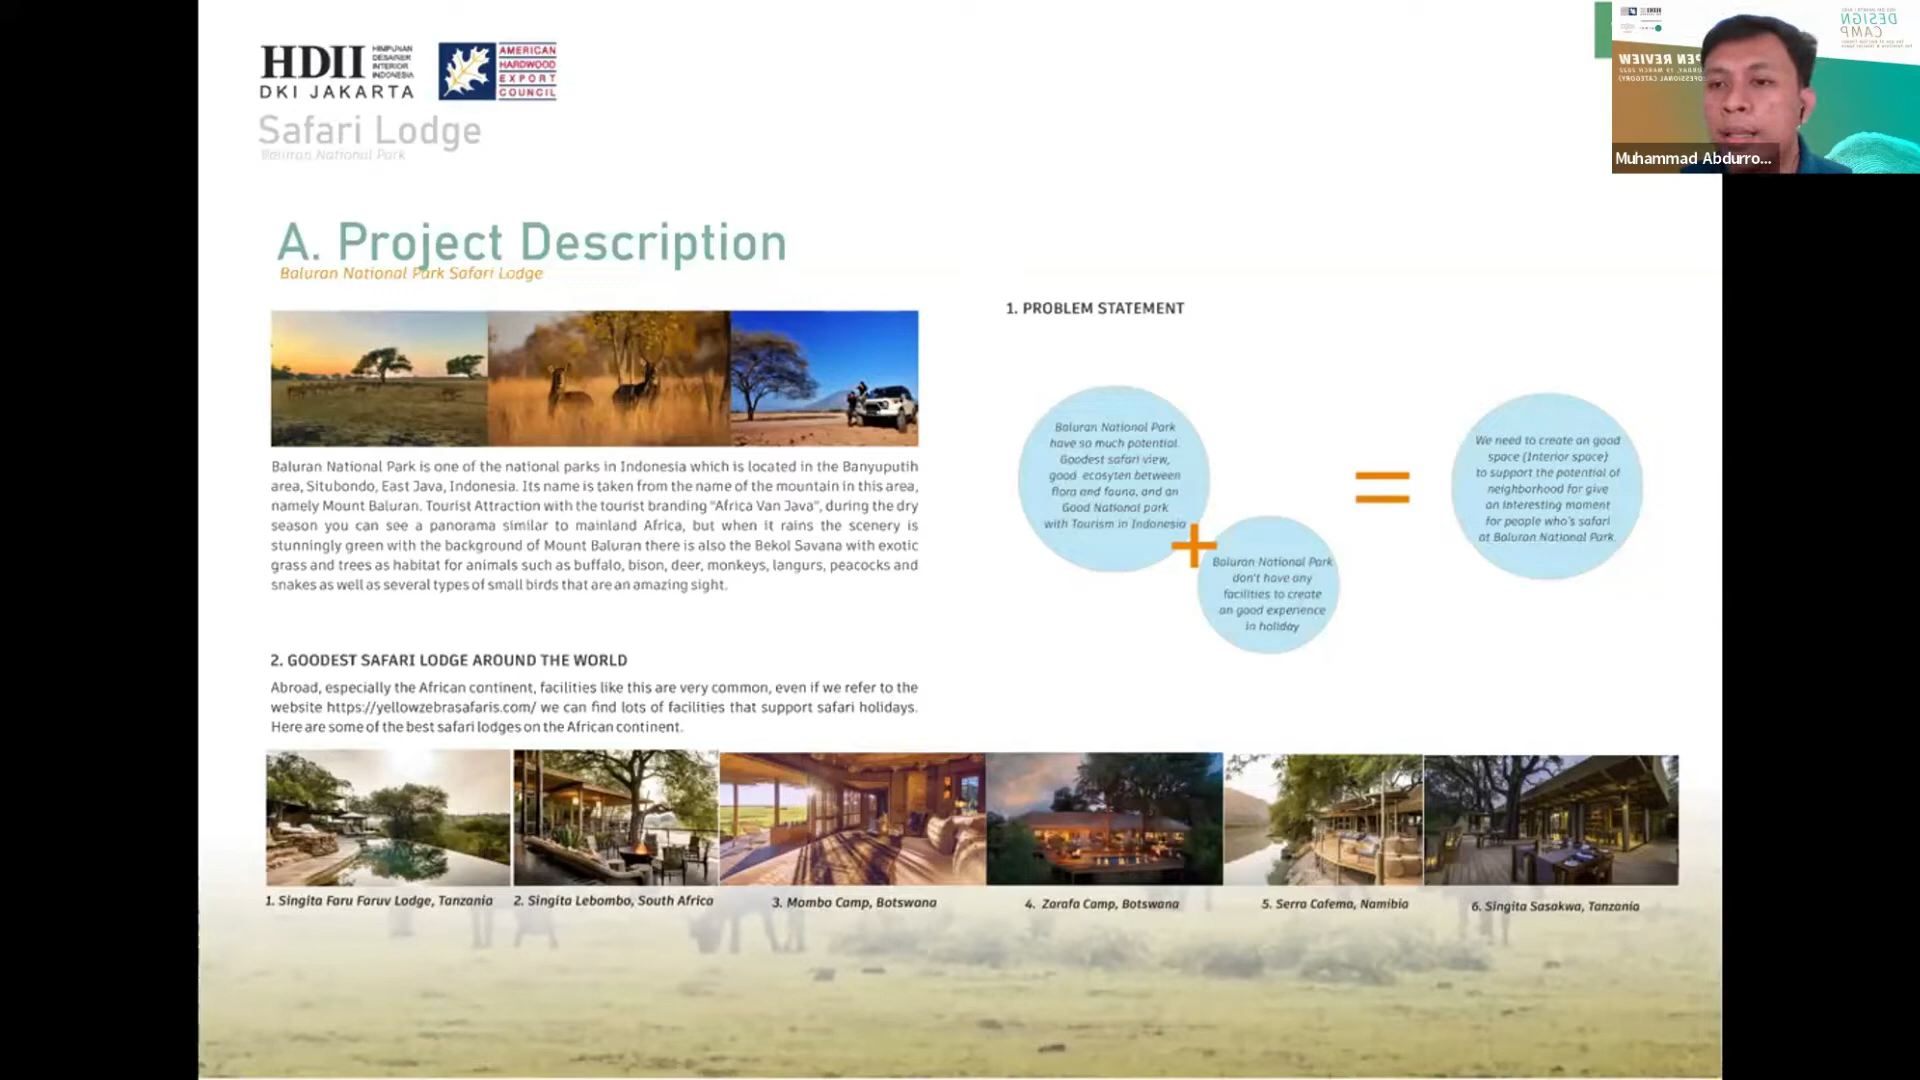 HDII
HIMPUNAN
DESAINER
INTERIOR
INDONESIA
DKI JAKARTA
AMERICAN
HARDWOOD
EXPORT
COUNCIL
Safari Lodge
Baluran National Park
A. Project Description
Baluran National Park Safari Lodge
Baluran National Park is one of the national parks in Indonesia which is located in the Banyuputih
area, Situbondo, East Java, Indonesia. Its name is taken from the name of the mountain in this area,
namely Mount Baluran. Tourist Attraction with the tourist branding "Africa Van Java", during the dry
season you can see a panorama similar to mainland Africa, but when it rains the scenery is
stunningly green with the background of Mount Baluran there is also the Bekol Savana with exotic
grass and trees as habitat for animals such as buffalo, bison, deer, monkeys, langurs, peacocks and
snakes as well as several types of small birds that are an amazing sight.
1. PROBLEM STATEMENT
Baluran National Park
have so much potential.
Goodest safari view,
good ecosyten between
flora and fauna, and an
Good National park
with Tourism in Indonesia
+
Baluran National Park
don't have any
facilities to create
an good experience
in holiday
=
We need to create an good
space (Interior space)
to support the potential of
neighborhood for give
an interesting moment
for people who's safari
at Baluran National Park.
2. GOODEST SAFARI LODGE AROUND THE WORLD
Abroad, especially the African continent, facilities like this are very common, even if we refer to the
website https://yellowzebrasafaris.com/ we can find lots of facilities that support safari holidays.
Here are some of the best safari lodges on the African continent.
1. Singita Faru Faruv Lodge, Tanzania
2. Singita Lebombo, South Africa
3. Mombo Camp, Botswana
4. Zarafa Camp, Botswana
5. Serra Cafema, Namibia
6. Singita Sasakwa, Tanzania
DESIGN
CAMP
PEN REVIEW
URDAY, 19 MARCH 2022
OFESSIONAL CATEGORY)
Muhammad Abdurro...